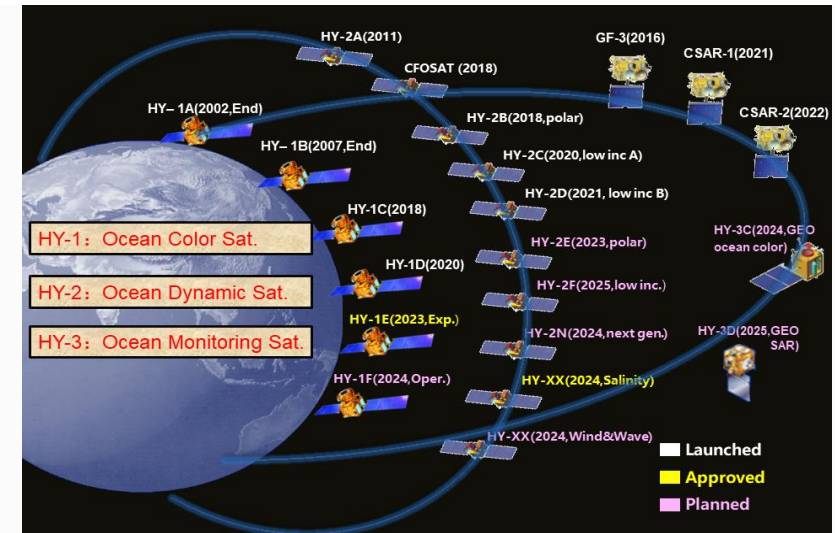 HY-2A(2011)
CFOSAT (2018)
GF-3(2016)
CSAR-1(2021)
HY– 1A(2002,End)
HY-2B(2018,polar)
CSAR-2(2022)
HY– 1B(2007,End)
HY-2C(2020,low inc A)
HY-2D(2021, low inc B)
HY-1C(2018)
HY-1：Ocean Color Sat.
HY-2E(2023,polar)
HY-3C(2024,GEO
ocean color)
HY-1D(2020)
HY-2F(2025,low inc.)
HY-2：Ocean Dynamic Sat.
HY-1E(2023,Exp.)
HY-2N(2024,next gen.)
HY-3D(2025,GEO
SAR)
HY-3：Ocean Monitoring Sat.
HY-1F(2024,Oper.)
HY-XX(2024,Salinity)
HY-XX(2024,Wind&Wave)
Launched
Approved
Planned